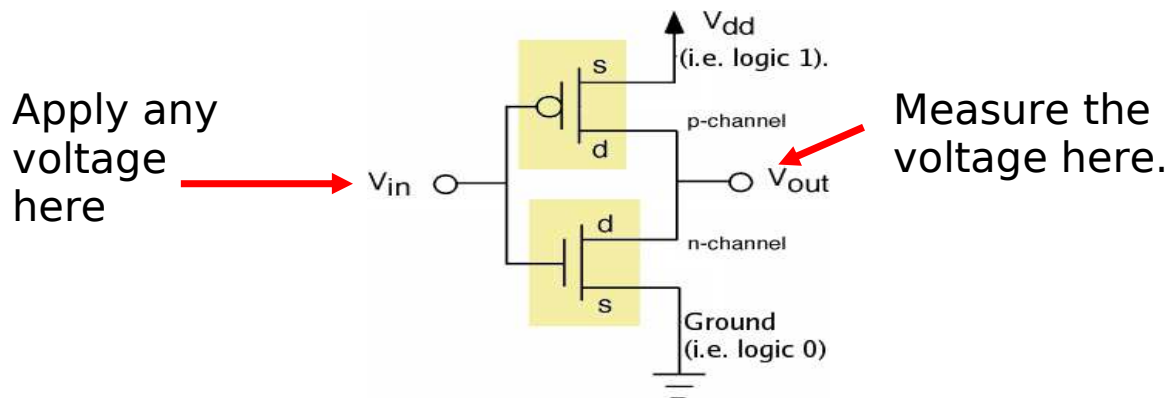 Apply any
voltage
here
Vin
Vdd
(i.e. logic 1).
s
d
p-channel
Vout
d
s
n-channel
Ground
(i.e. logic 0)
Measure the
voltage here.